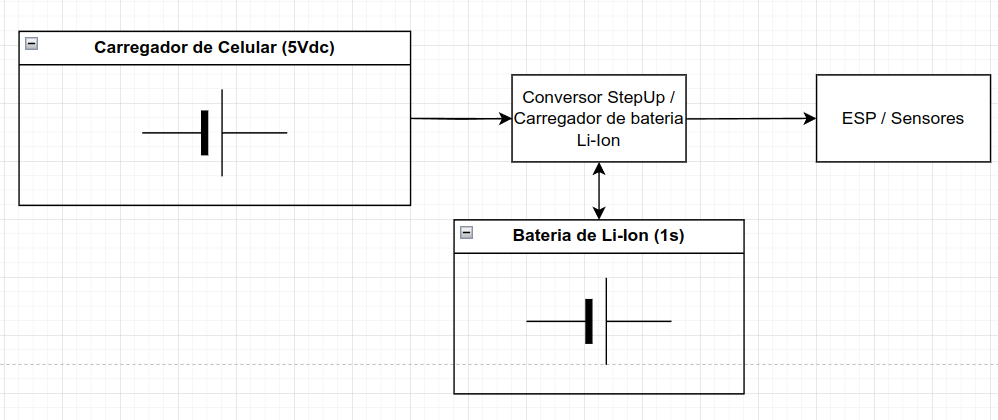 Carregador de Celular (5Vdc)
Conversor StepUp /
Carregador de bateria
Li-Ion
ESP / Sensores
Bateria de Li-Ion (1s)